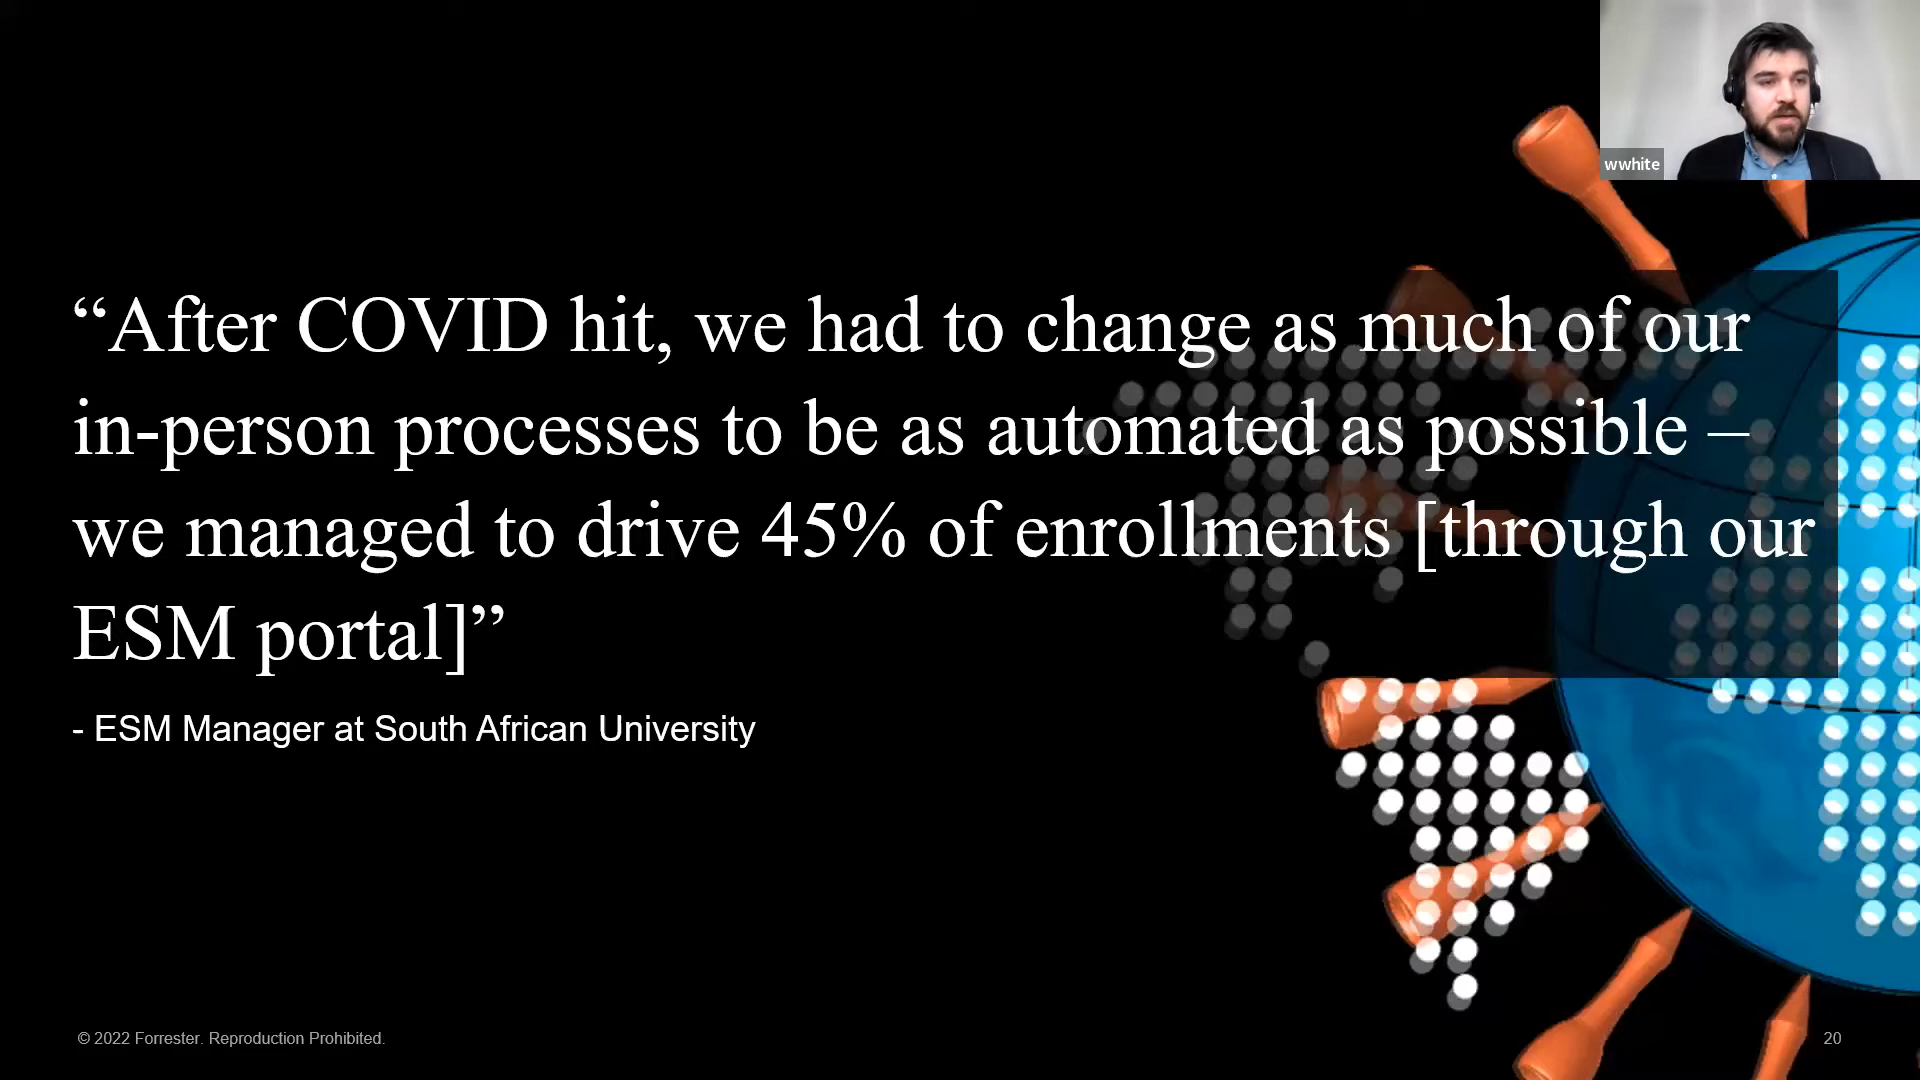 wwhite
“After COVID hit, we had to change as much of our
in-person processes to be as automated as possible –
we managed to drive 45% of enrollments [through our
ESM portal]”
- ESM Manager at South African University
© 2022 Forrester. Reproduction Prohibited.
20